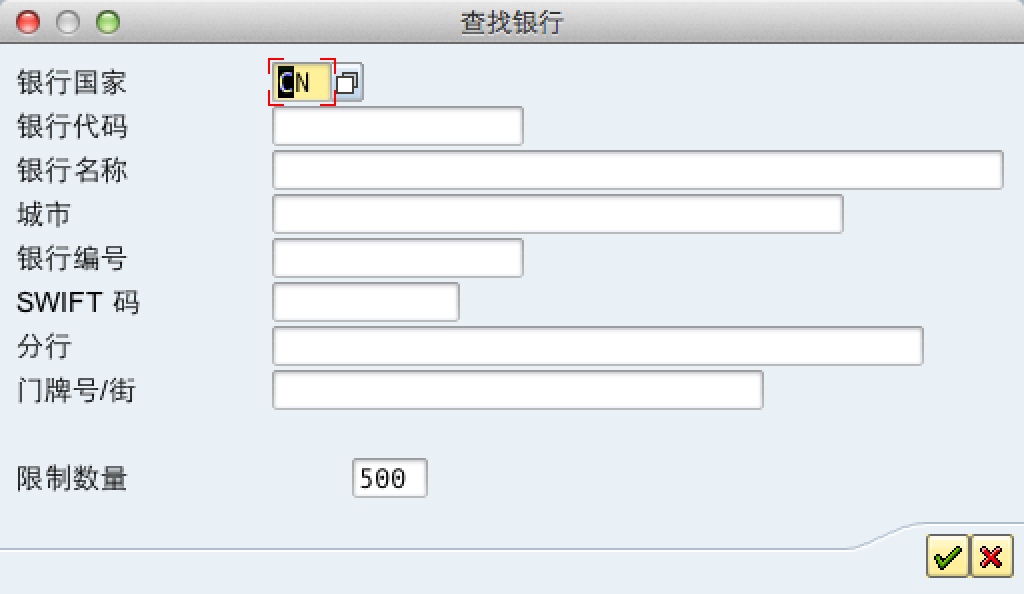 查找银行
银行国家 CN
银行代码
银行名称
城市
银行编号
SWIFT 码
分行
门牌号/街
限制数量 500